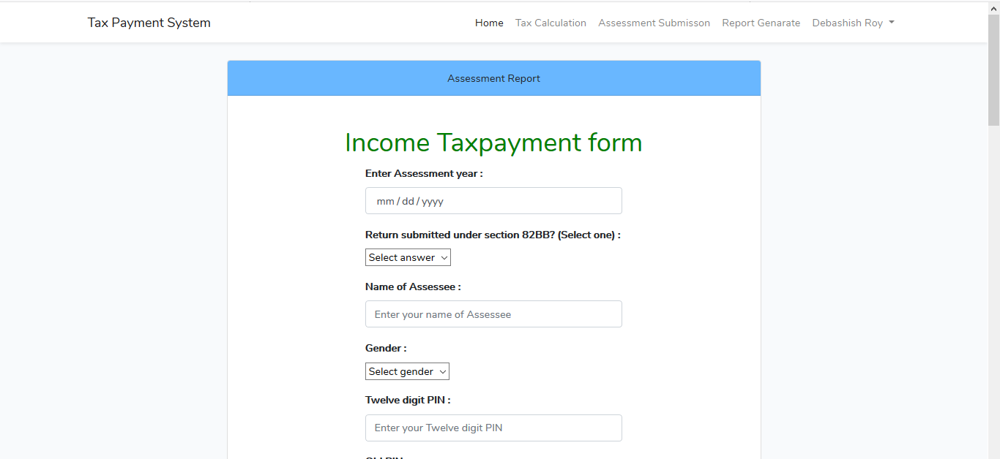 Tax Payment System
Home Tax Calculation Assessment Submisson Report Genarate Debashish Roy
Assessment Report
Income Taxpayment form
Enter Assessment year :
mm / dd / yyyy
Return submitted under section 82BB? (Select one) :
Select answer
Name of Assessee :
Enter your name of Assessee
Gender :
Select gender
Twelve digit PIN :
Enter your Twelve digit PIN